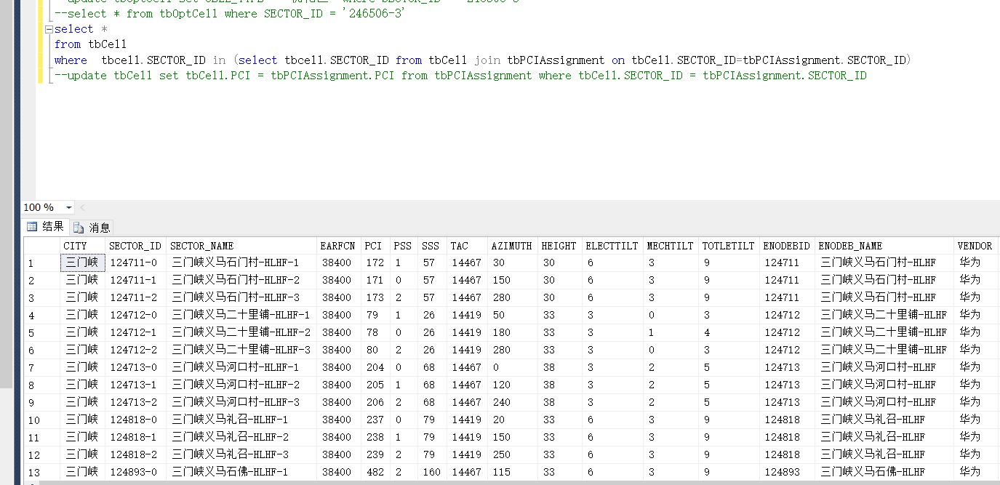 --select * from tbOptCell where SECTOR_ID = '246506-3'
select *
from tbCell
where  tbcell.SECTOR_ID in (select tbcell.SECTOR_ID from tbCell join tbPCIAssignment on tbCell.SECTOR_ID=tbPCIAssignment.SECTOR_ID)
--update tbCell set tbCell.PCI = tbPCIAssignment.PCI from tbPCIAssignment where tbCell.SECTOR_ID = tbPCIAssignment.SECTOR_ID
100 %
结果 消息
CITY SECTOR_ID SECTOR_NAME EARFCN PCI PSS SSS TAC AZIMUTH HEIGHT ELECTTILT MECHTILT TOTLETILT ENODEBID ENODEB_NAME VENDOR
1 三门峡 124711-0 三门峡义马石门村-HLHF-1 38400 172 1 57 14467 30 30 6 3 9 124711 三门峡义马石门村-HLHF 华为
2 三门峡 124711-1 三门峡义马石门村-HLHF-2 38400 171 0 57 14467 150 30 6 3 9 124711 三门峡义马石门村-HLHF 华为
3 三门峡 124711-2 三门峡义马石门村-HLHF-3 38400 173 2 57 14467 280 30 6 3 9 124711 三门峡义马石门村-HLHF 华为
4 三门峡 124712-0 三门峡义马二十里铺-HLHF-1 38400 79 1 26 14419 50 33 3 0 3 124712 三门峡义马二十里铺-HLHF 华为
5 三门峡 124712-1 三门峡义马二十里铺-HLHF-2 38400 78 0 26 14419 180 33 3 1 4 124712 三门峡义马二十里铺-HLHF 华为
6 三门峡 124712-2 三门峡义马二十里铺-HLHF-3 38400 80 2 26 14419 280 33 3 0 3 124712 三门峡义马二十里铺-HLHF 华为
7 三门峡 124713-0 三门峡义马河口村-HLHF-1 38400 204 0 68 14467 0 38 3 2 5 124713 三门峡义马河口村-HLHF 华为
8 三门峡 124713-1 三门峡义马河口村-HLHF-2 38400 205 1 68 14467 120 38 3 2 5 124713 三门峡义马河口村-HLHF 华为
9 三门峡 124713-2 三门峡义马河口村-HLHF-3 38400 206 2 68 14467 240 38 3 2 5 124713 三门峡义马河口村-HLHF 华为
10 三门峡 124818-0 三门峡义马礼召-HLHF-1 38400 237 0 79 14419 20 33 6 3 9 124818 三门峡义马礼召-HLHF 华为
11 三门峡 124818-1 三门峡义马礼召-HLHF-2 38400 238 1 79 14419 150 33 6 3 9 124818 三门峡义马礼召-HLHF 华为
12 三门峡 124818-2 三门峡义马礼召-HLHF-3 38400 239 2 79 14419 250 33 6 3 9 124818 三门峡义马礼召-HLHF 华为
13 三门峡 124893-0 三门峡义马石佛-HLHF-1 38400 482 2 160 14467 115 33 6 3 9 124893 三门峡义马石佛-HLHF 华为